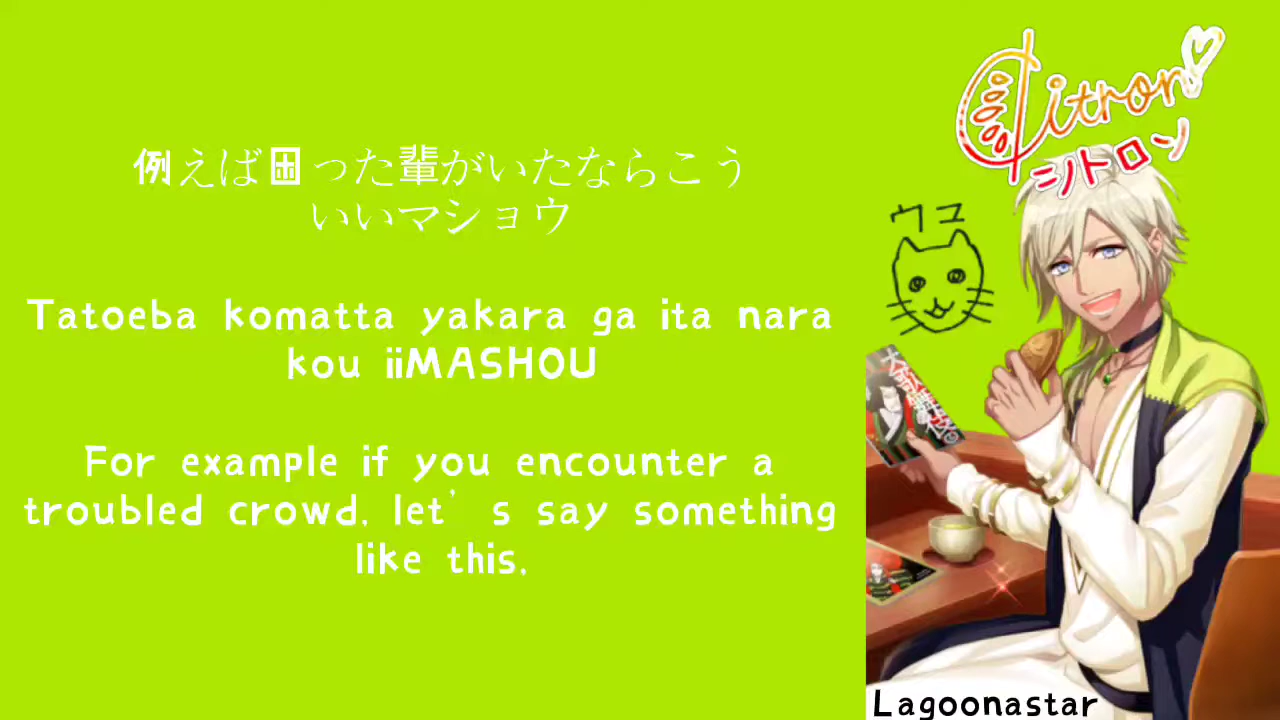 例えば困った輩がいたならこう
いいマショウ
Tatoeba komatta yakara ga ita nara
kou iiMASHOU
For example if you encounter a
troubled crowd, let's say something
like this.
Citron
シトロン
ウユ
Lagoonastar